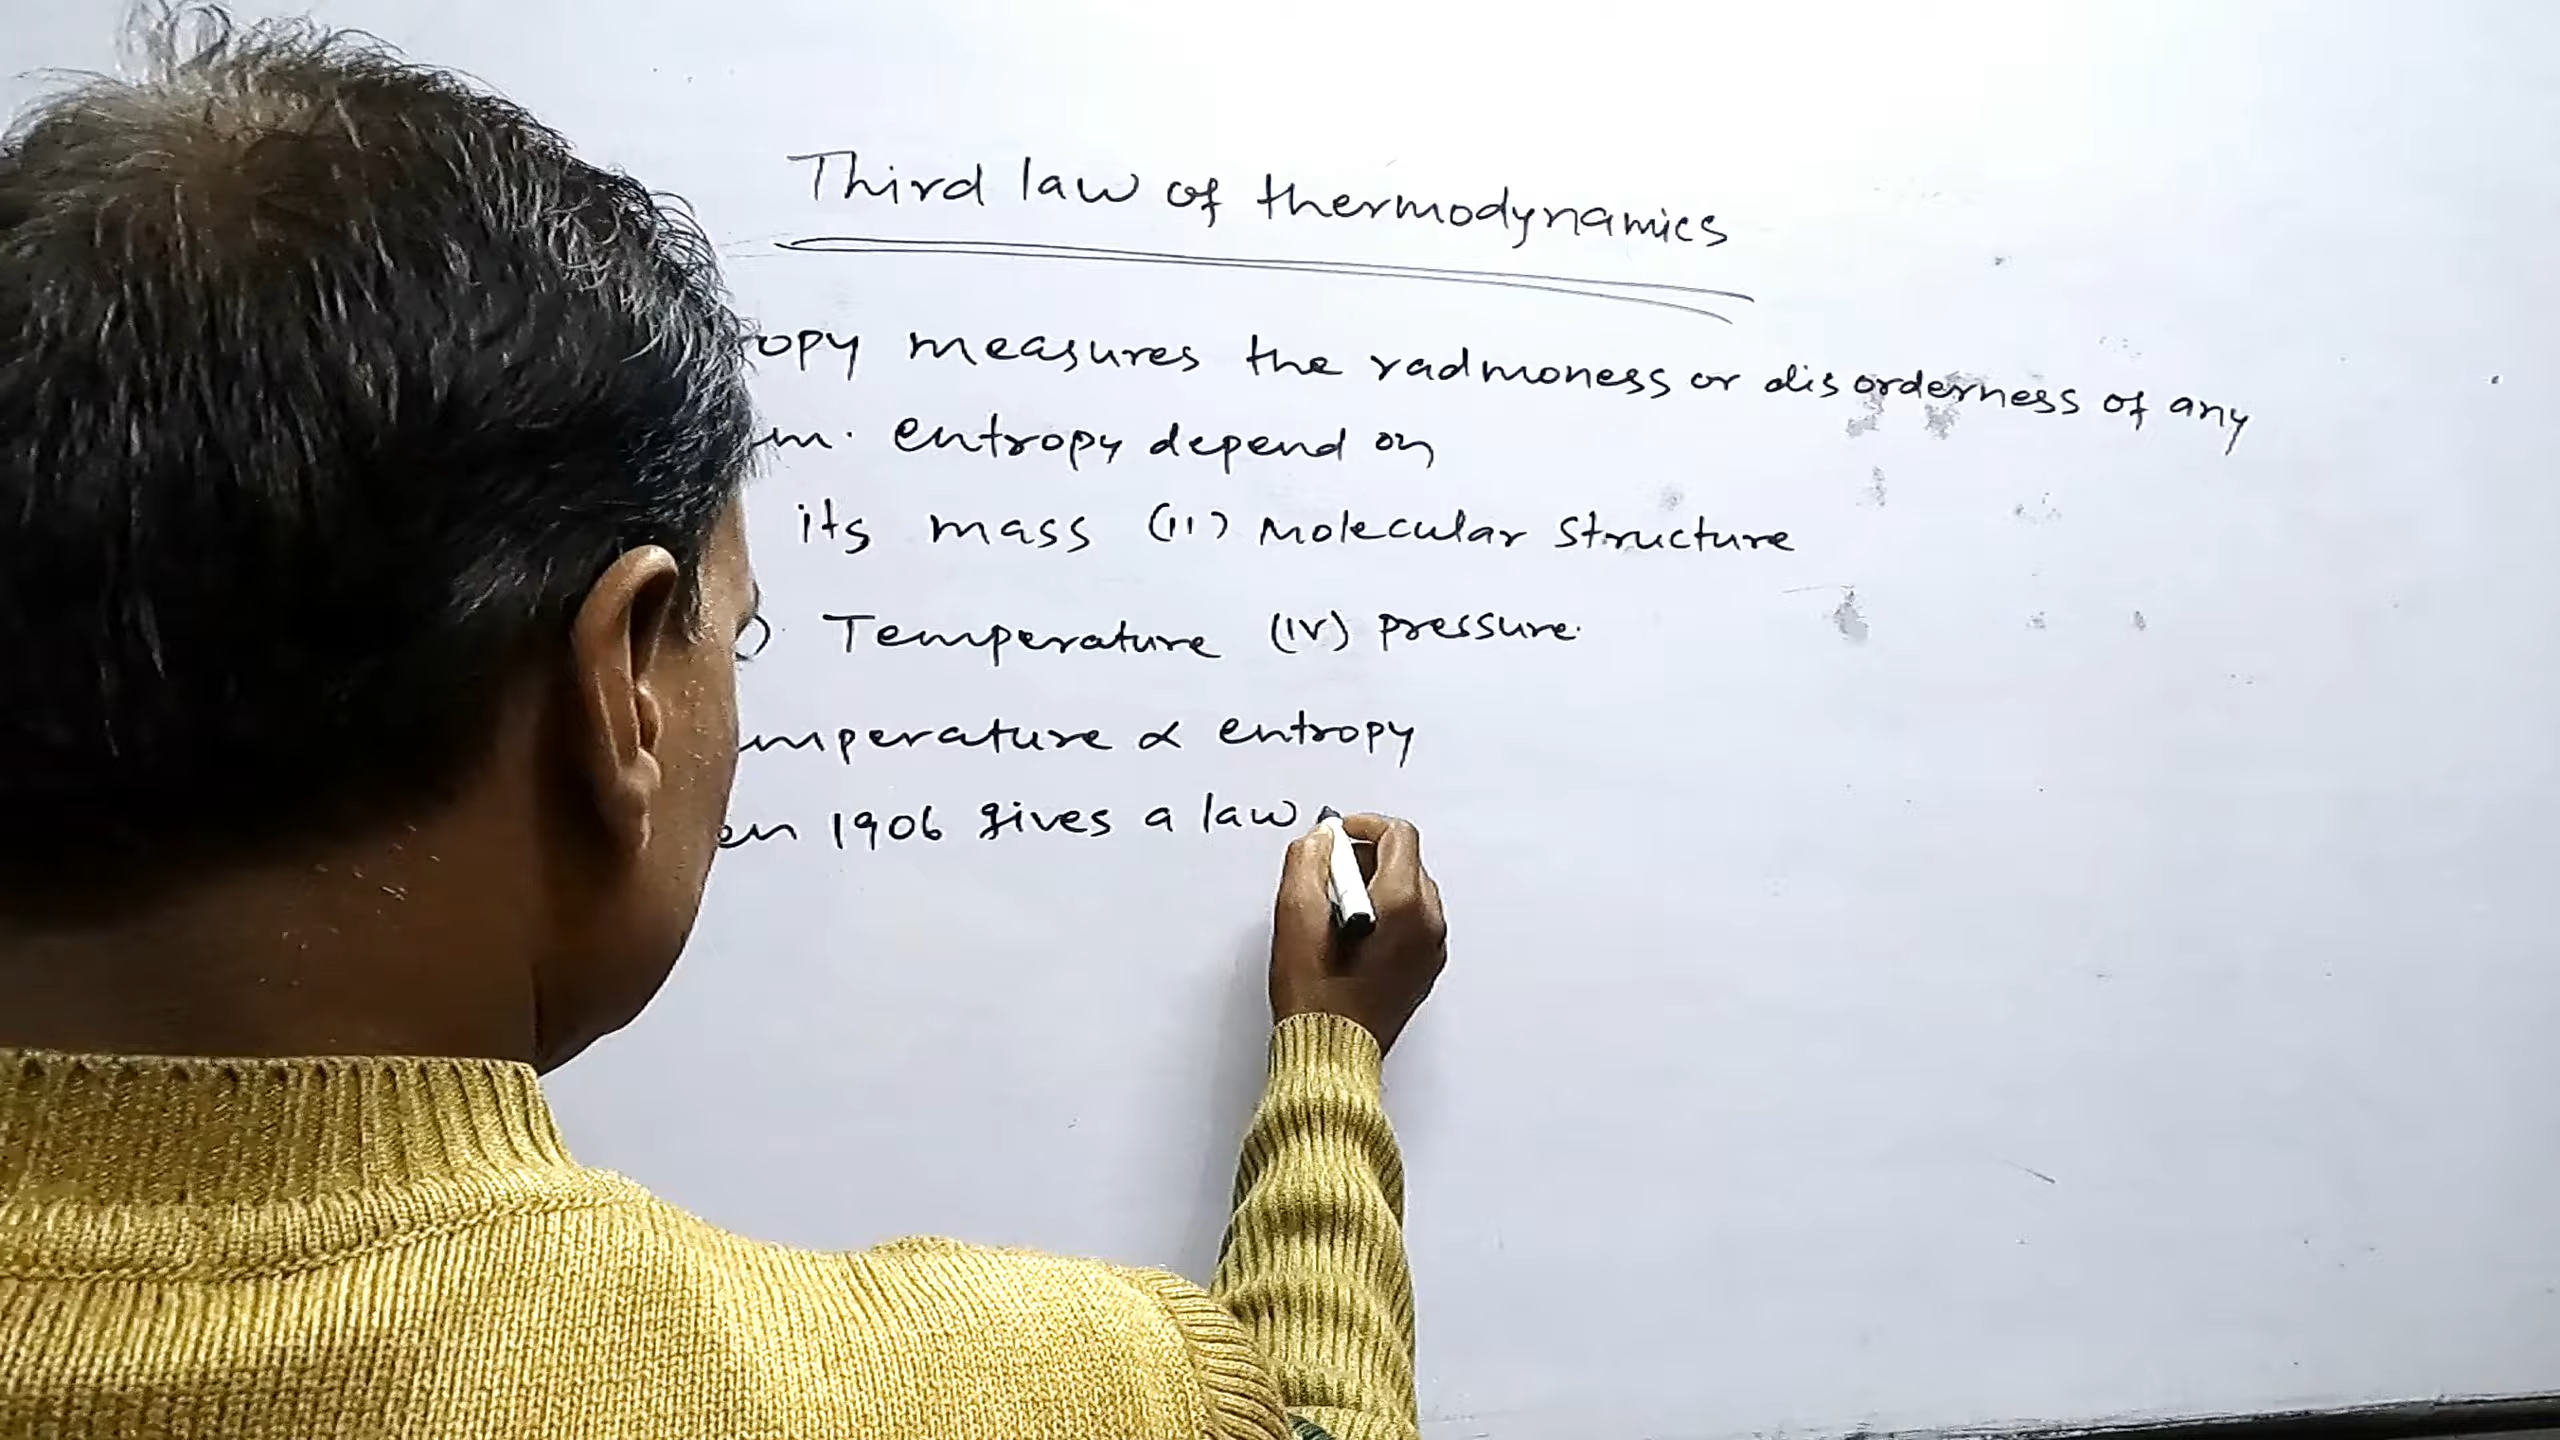 Third law of thermodynamics
opy measures the radmoness or disorderness of any
m. entropy depend on
its mass (ii) Molecular structure
) Temperature (iv) pressure.
mperature ∝ entropy
en 1906 gives a law